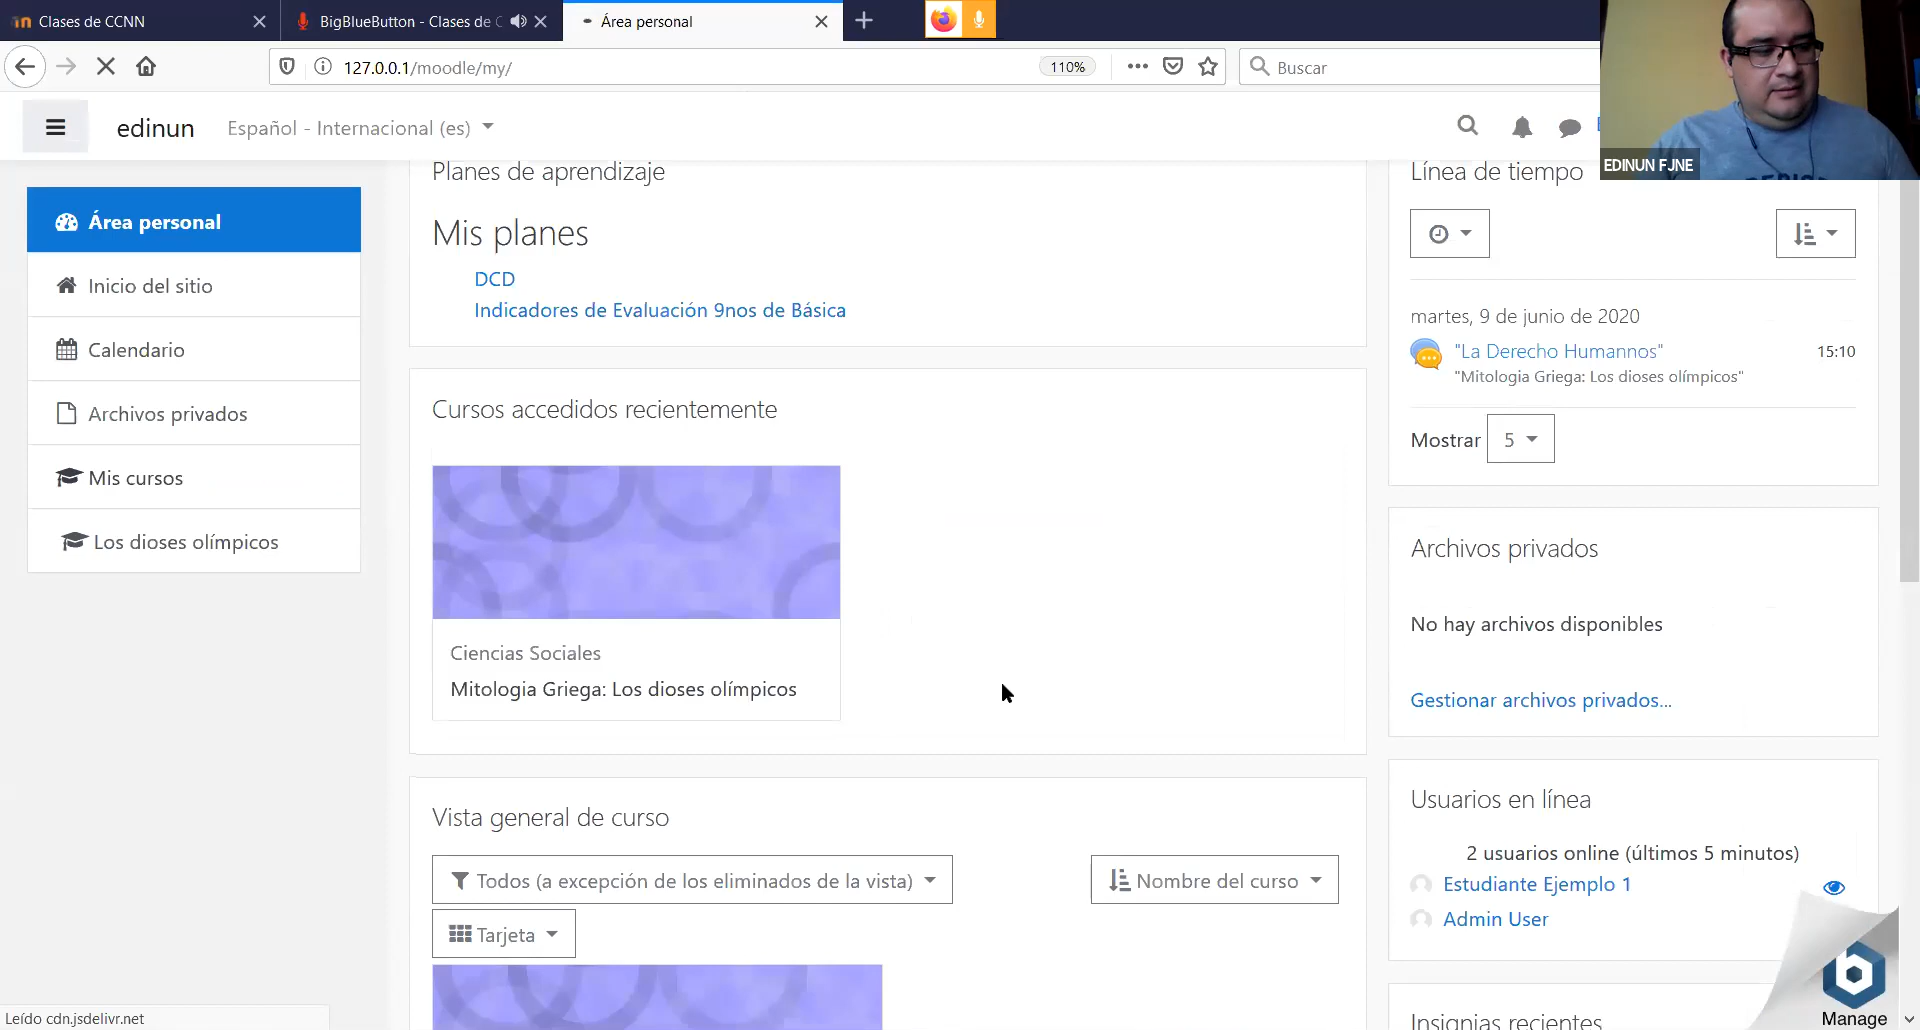 Clases de CCNN
BigBlueButton - Clases de C
Área personal
127.0.0.1/moodle/my/
110%
Buscar
edinun
Español - Internacional (es)
EDINUN FJNE
Área personal
Inicio del sitio
Calendario
Archivos privados
Mis cursos
Los dioses olímpicos
Planes de aprendizaje
Mis planes
DCD
Indicadores de Evaluación 9nos de Básica
Cursos accedidos recientemente
Ciencias Sociales
Mitologia Griega: Los dioses olímpicos
Vista general de curso
Todos (a excepción de los eliminados de la vista)
Nombre del curso
Tarjeta
Línea de tiempo
martes, 9 de junio de 2020
"La Derecho Humannos"
15:10
"Mitologia Griega: Los dioses olímpicos"
Mostrar 5
Archivos privados
No hay archivos disponibles
Gestionar archivos privados...
Usuarios en línea
2 usuarios online (últimos 5 minutos)
Estudiante Ejemplo 1
Admin User
Insignias recientes
b
Manage
Leído cdn.jsdelivr.net